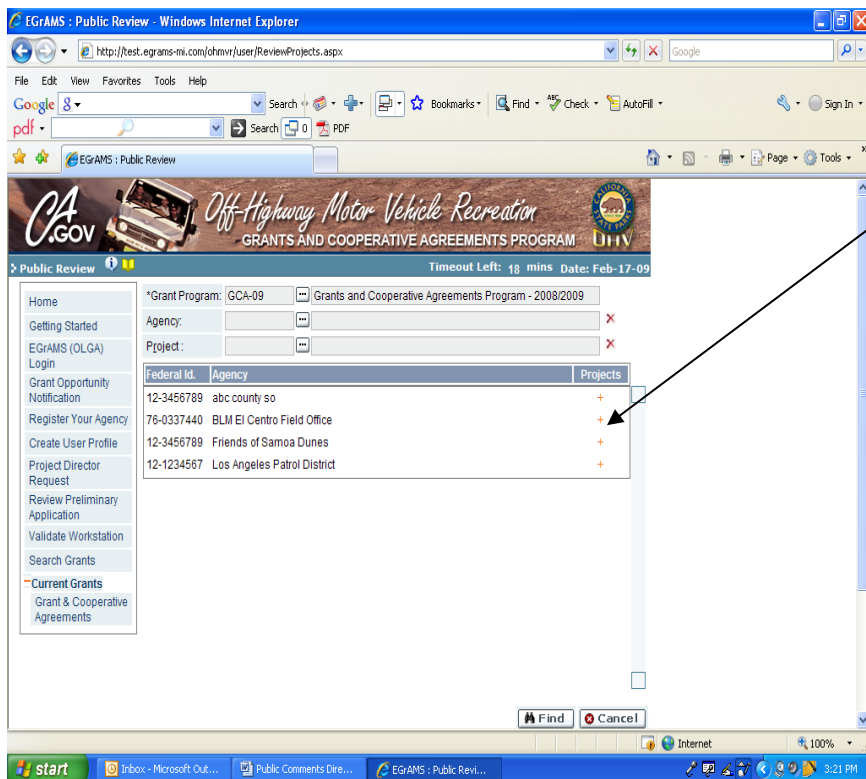 EGrAMS : Public Review - Windows Internet Explorer
http://test.egrams-mi.com/ohmvr/user/ReviewProjects.aspx
Google
File Edit View Favorites Tools Help
Google Search Bookmarks Find Check AutoFill Sign In
pdf Search 0 PDF
EGrAMS : Public Review
Page Tools
CA.GOV
Off-Highway Motor Vehicle Recreation
GRANTS AND COOPERATIVE AGREEMENTS PROGRAM
CALIFORNIA STATE PARKS OHV
Public Review
Timeout Left: 18 mins Date: Feb-17-09
Home
Getting Started
EGrAMS (OLGA)
Login
Grant Opportunity
Notification
Register Your Agency
Create User Profile
Project Director
Request
Review Preliminary
Application
Validate Workstation
Search Grants
Current Grants
Grant & Cooperative
Agreements
*Grant Program: GCA-09 ... Grants and Cooperative Agreements Program - 2008/2009
Agency: ...
Project : ...
Federal Id. Agency Projects
12-3456789 abc county so +
76-0337440 BLM El Centro Field Office +
12-3456789 Friends of Samoa Dunes +
12-1234567 Los Angeles Patrol District +
Find Cancel
Internet 100%
start Inbox - Microsoft Out... Public Comments Dire... EGrAMS : Public Revi... 3:21 PM